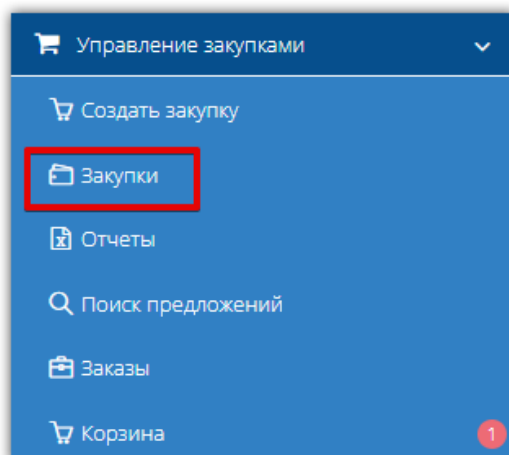 Управление закупками
Создать закупку
Закупки
Отчеты
Поиск предложений
Заказы
Корзина 1